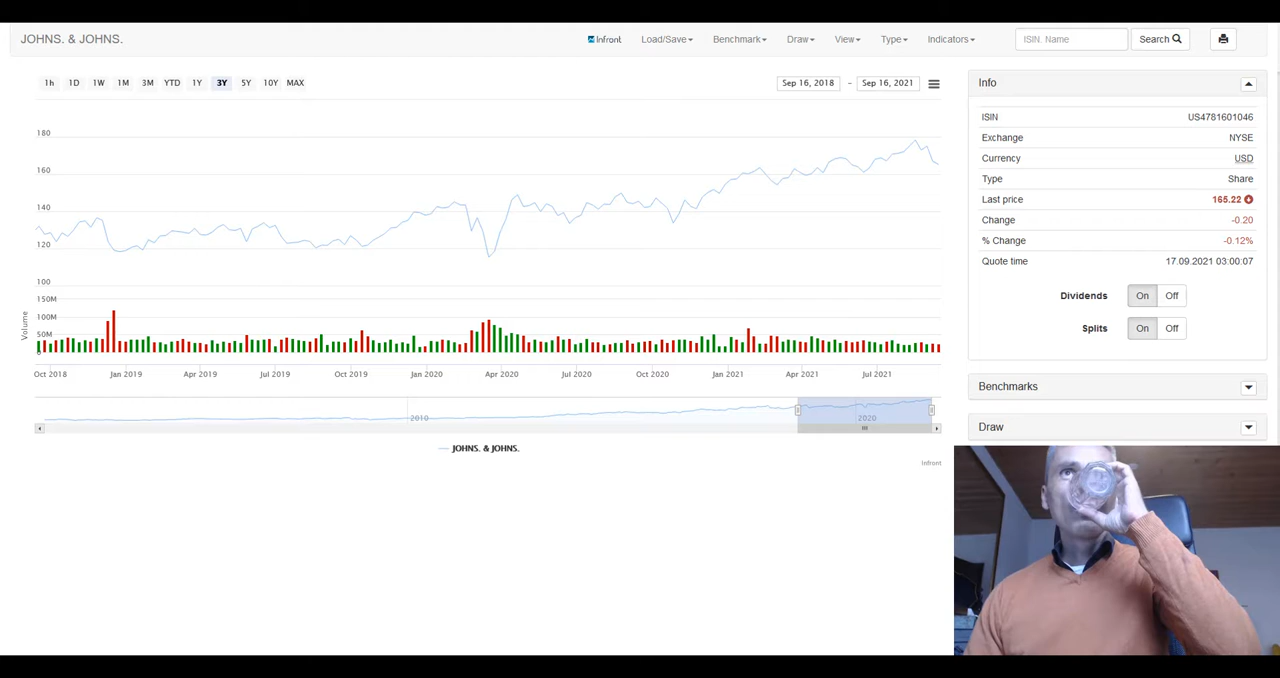 JOHNS. & JOHNS.
Infront Load/Save Benchmark Draw View Type Indicators ISIN. Name Search
1h 1D 1W 1M 3M YTD 1Y 3Y 5Y 10Y MAX
Sep 16, 2018 - Sep 16, 2021
180
160
140
120
100
150M
100M
50M
0
Volume
Oct 2018 Jan 2019 Apr 2019 Jul 2019 Oct 2019 Jan 2020 Apr 2020 Jul 2020 Oct 2020 Jan 2021 Apr 2021 Jul 2021
2010 2020
JOHNS. & JOHNS.
Infront
Info
ISIN US4781601046
Exchange NYSE
Currency USD
Type Share
Last price 165.22
Change -0.20
% Change -0.12%
Quote time 17.09.2021 03:00:07
Dividends On Off
Splits On Off
Benchmarks
Draw